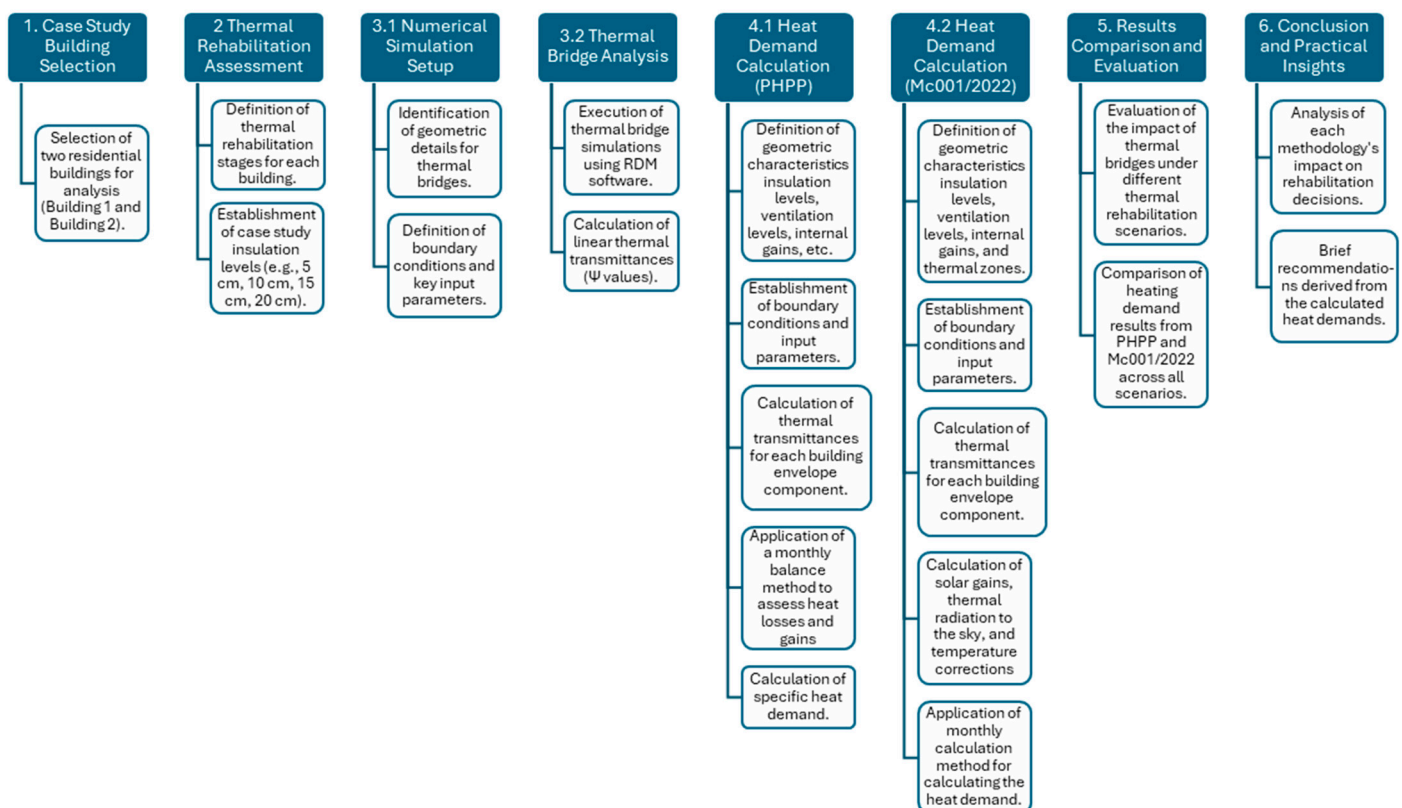 1. Case Study
Building
Selection
Selection of
two residential
buildings for
analysis
(Building 1 and
Building 2).
2 Thermal
Rehabilitation
Assessment
Definition of
thermal
rehabilitation
stages for each
building.
Establishment
of case study
insulation
levels (e.g., 5
cm, 10 cm, 15
cm, 20 cm).
3.1 Numerical
Simulation
Setup
Identification
of geometric
details for
thermal
bridges.
Definition of
boundary
conditions and
key input
parameters.
3.2 Thermal
Bridge Analysis
Execution of
thermal bridge
simulations
using RDM
software.
Calculation of
linear thermal
transmittances
(Ψ values).
4.1 Heat
Demand
Calculation
(PHPP)
Definition of
geometric
characteristics
insulation
levels,
ventilation
levels, internal
gains, etc.
Establishment
of boundary
conditions and
input
parameters.
Calculation of
thermal
transmittances
for each building
envelope
component.
Application of
a monthly
balance
method to
assess heat
losses and
gains
Calculation of
specific heat
demand.
4.2 Heat
Demand
Calculation
(Mc001/2022)
Definition of
geometric
characteristics
insulation
levels,
ventilation
levels, internal
gains, and
thermal zones.
Establishment
of boundary
conditions and
input
parameters.
Calculation of
thermal
transmittances
for each building
envelope
component.
Calculation of
solar gains,
thermal
radiation to
the sky, and
temperature
corrections
Application of
monthly
calculation
method for
calculating the
heat demand.
5. Results
Comparison and
Evaluation
Evaluation of
the impact of
thermal
bridges under
different
thermal
rehabilitation
scenarios.
Comparison of
heating
demand
results from
PHPP and
Mc001/2022
across all
scenarios.
6. Conclusion
and Practical
Insights
Analysis of
each
methodology's
impact on
rehabilitation
decisions.
Brief
recommendatio-
ns derived from
the calculated
heat demands.